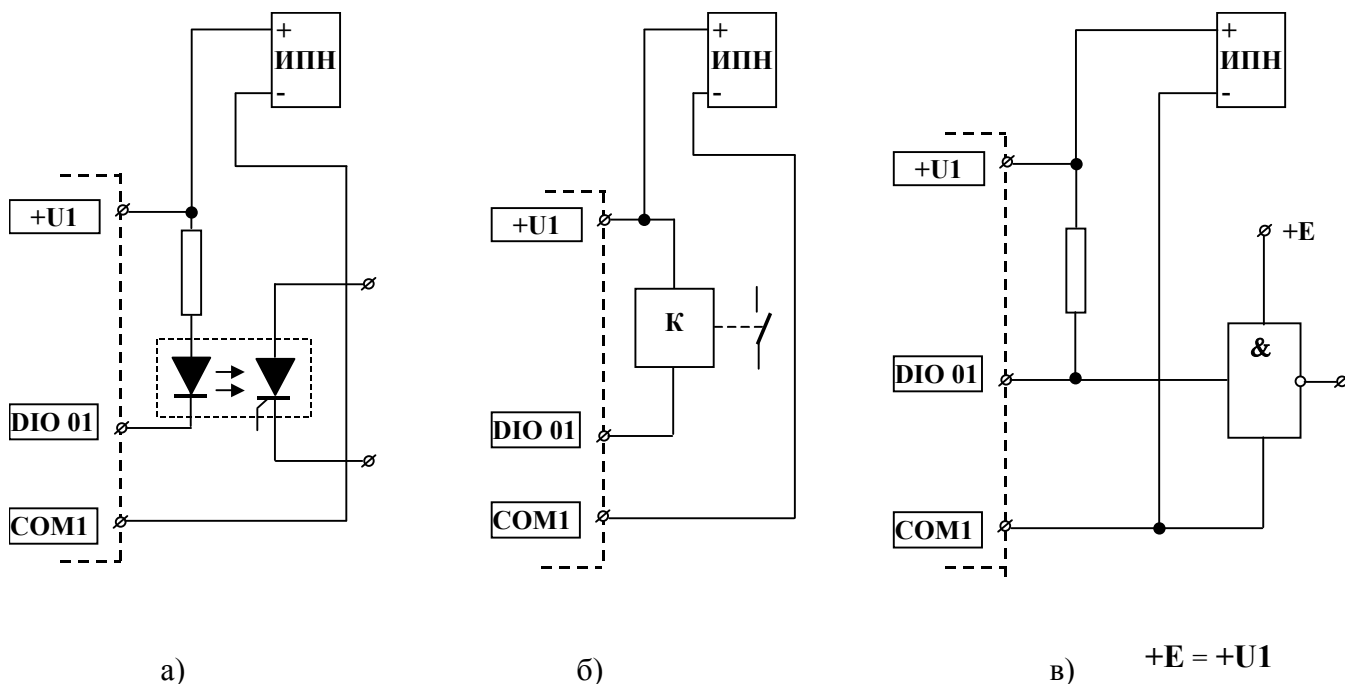 +
ИПН
-
+U1
DIO 01
COM1
а)
+
ИПН
-
+U1
К
DIO 01
COM1
б)
+
ИПН
-
+U1
+E
&
DIO 01
COM1
в)
+E = +U1